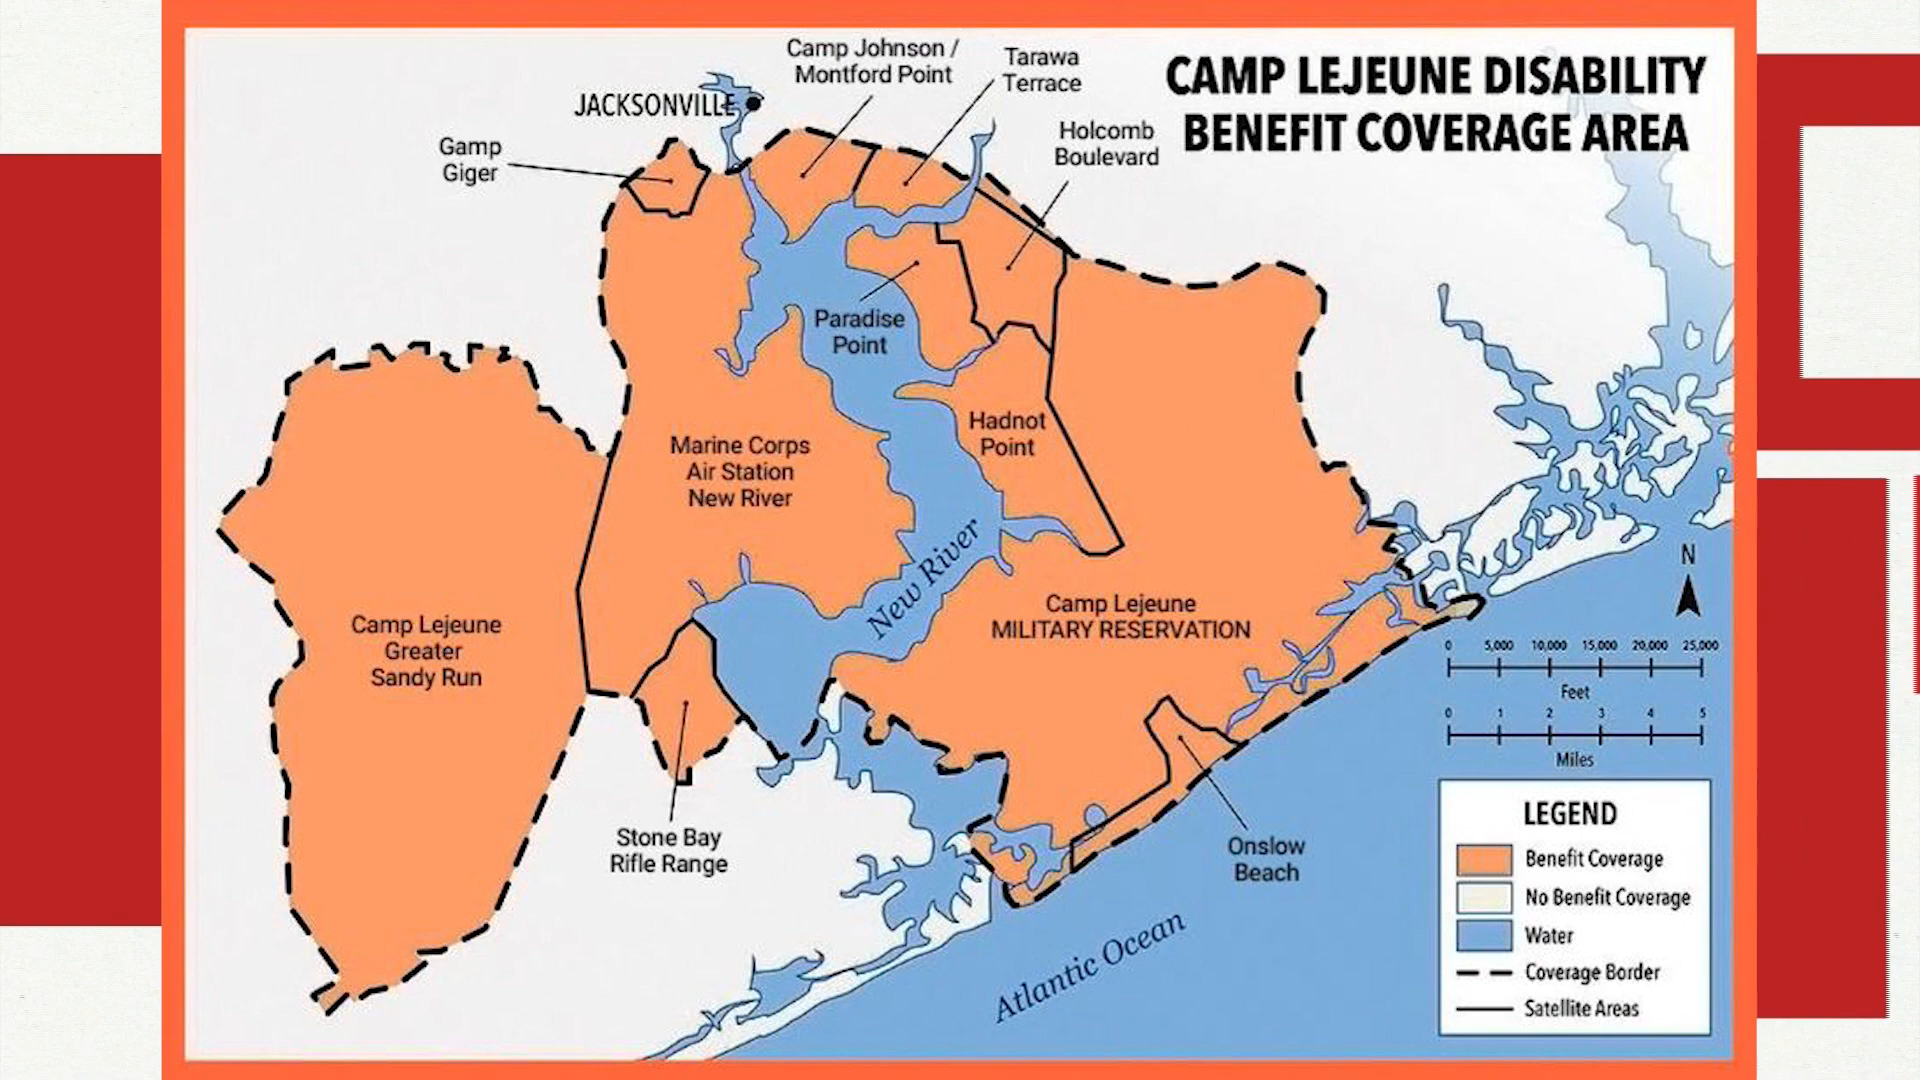 CAMP LEJEUNE DISABILITY
BENEFIT COVERAGE AREA
Camp Johnson /
Montford Point
Tarawa
Terrace
JACKSONVILLE
Holcomb
Boulevard
Gamp
Giger
Paradise
Point
Hadnot
Point
Marine Corps
Air Station
New River
New River
Camp Lejeune
MILITARY RESERVATION
Camp Lejeune
Greater
Sandy Run
Stone Bay
Rifle Range
Onslow
Beach
Atlantic Ocean
N
0 5,000 10,000 15,000 20,000 25,000
Feet
0 1 2 3 4 5
Miles
LEGEND
Benefit Coverage
No Benefit Coverage
Water
Coverage Border
Satellite Areas